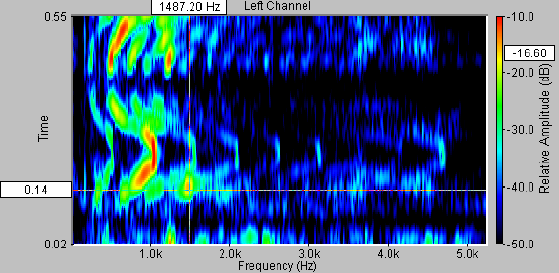 1487.20 Hz
Left Channel
0.55
-10.0
-16.60
-20.0
-30.0
-40.0
-60.0
Time
Relative Amplitude (dB)
0.14
0.02
1.0k
2.0k
3.0k
4.0k
5.0k
Frequency (Hz)